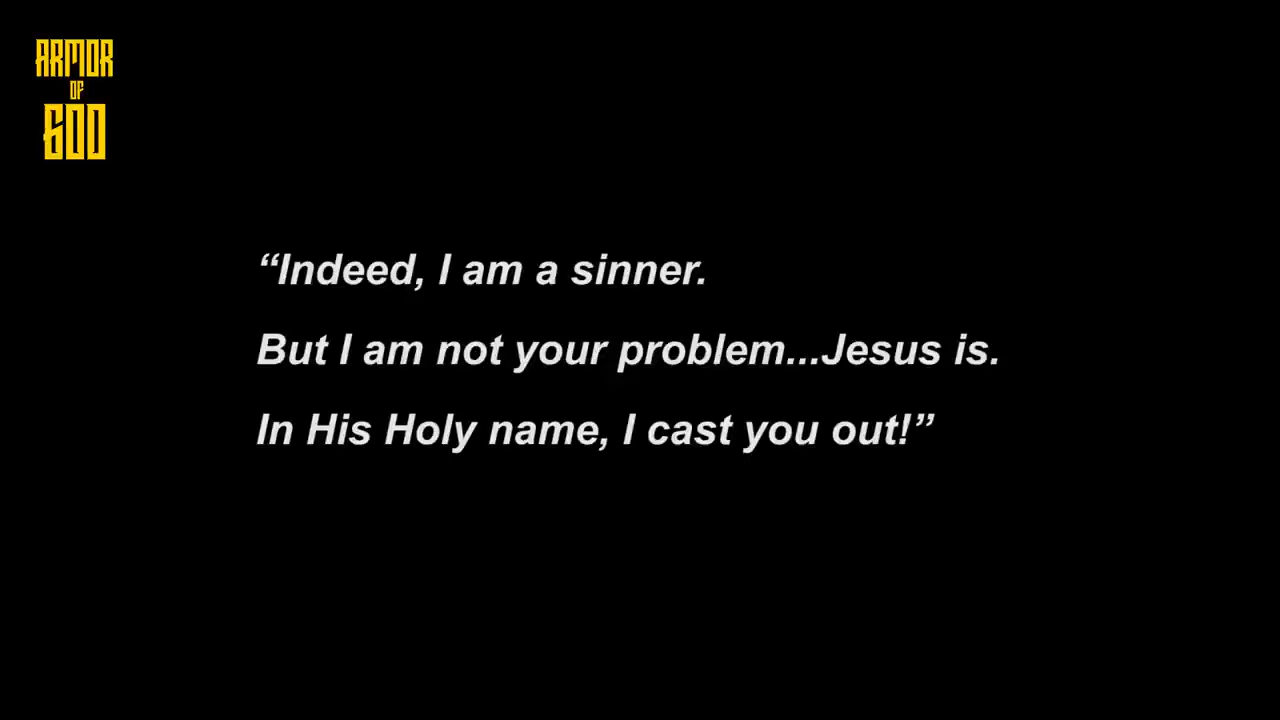 ARMOR
OF
GOD
“Indeed, I am a sinner.
But I am not your problem...Jesus is.
In His Holy name, I cast you out!”